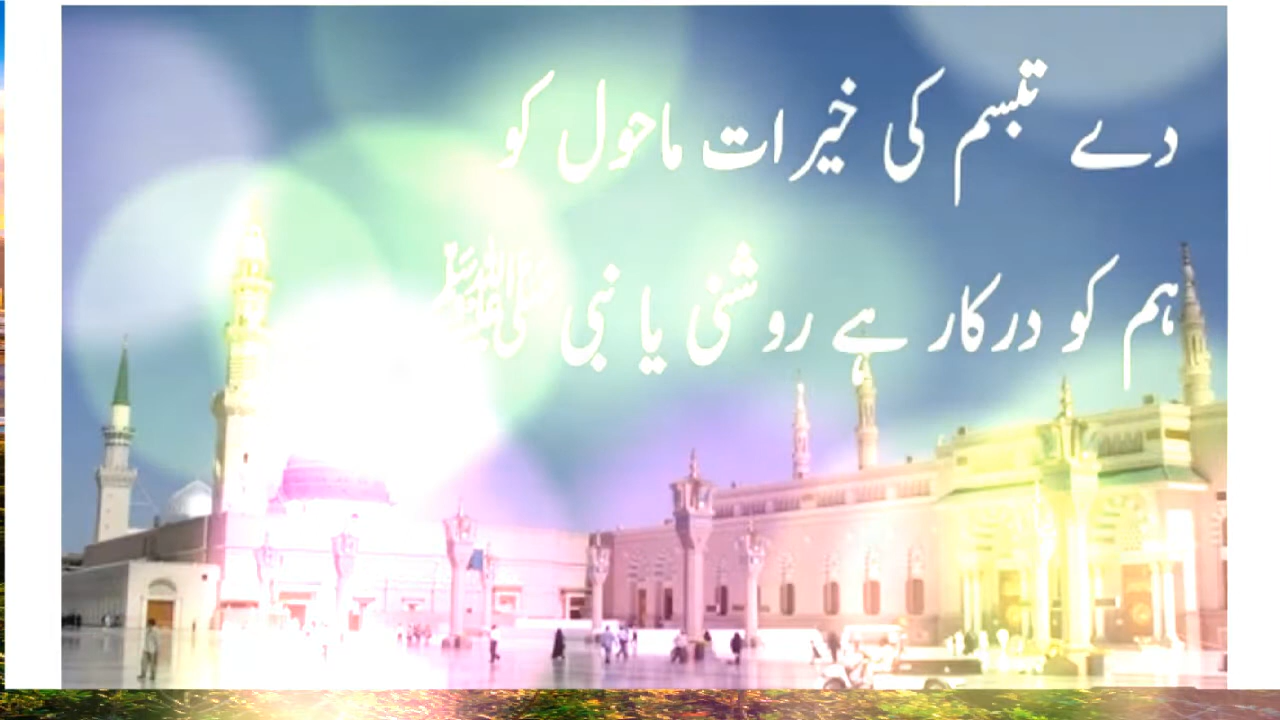 دے تبسم کی خیرات ماحول کو
ہم کو درکار ہے روشنی یا نبی ﷺ